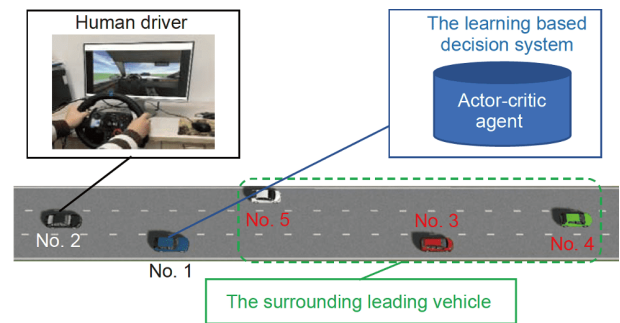 Human driver
The learning based
decision system
Actor-critic
agent
No. 5
No. 3
No. 2
No. 4
No. 1
The surrounding leading vehicle